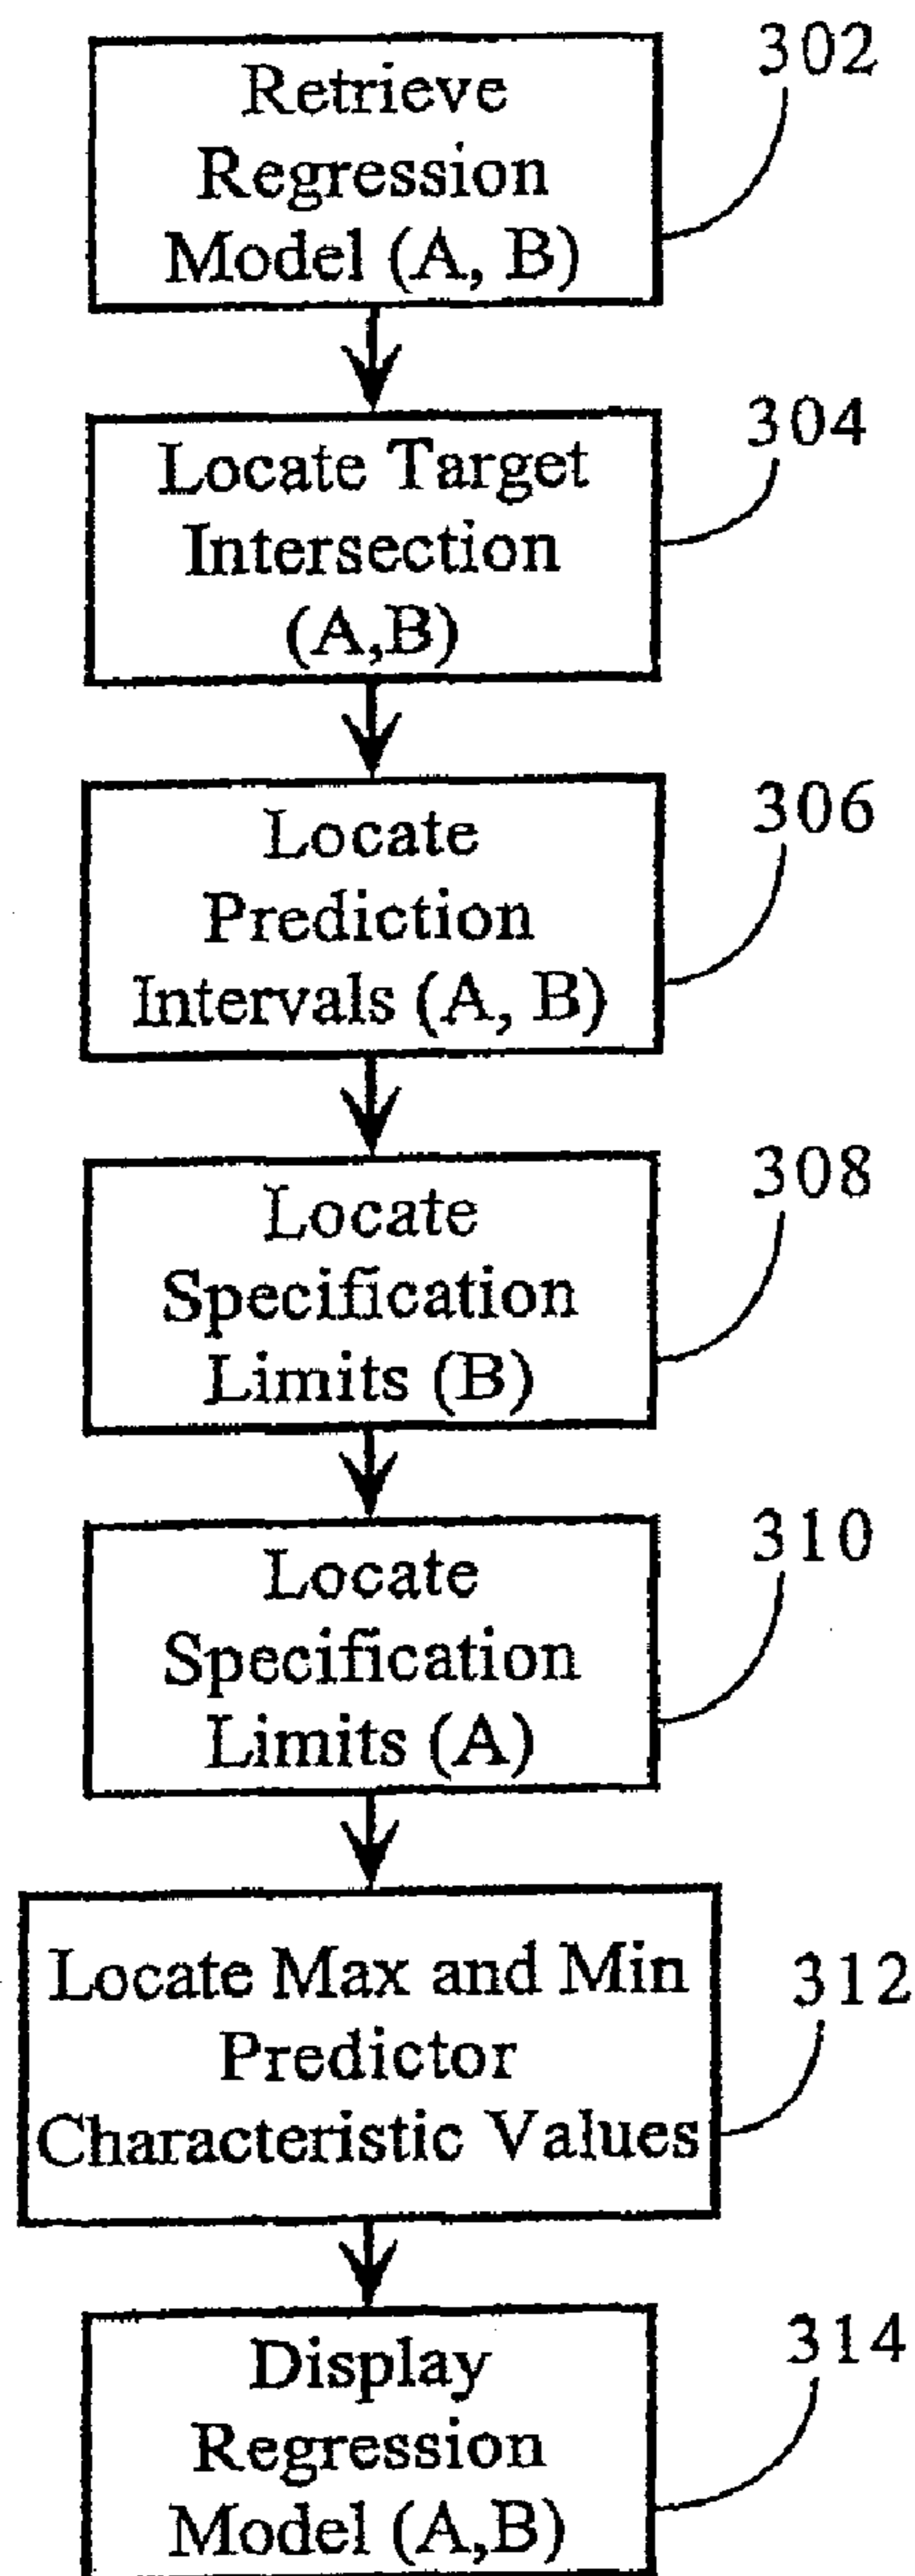 302
Retrieve
Regression
Model (A, B)
304
Locate Target
Intersection
(A,B)
306
Locate
Prediction
Intervals (A, B)
308
Locate
Specification
Limits (B)
310
Locate
Specification
Limits (A)
312
Locate Max and Min
Predictor
Characteristic Values
314
Display
Regression
Model (A,B)